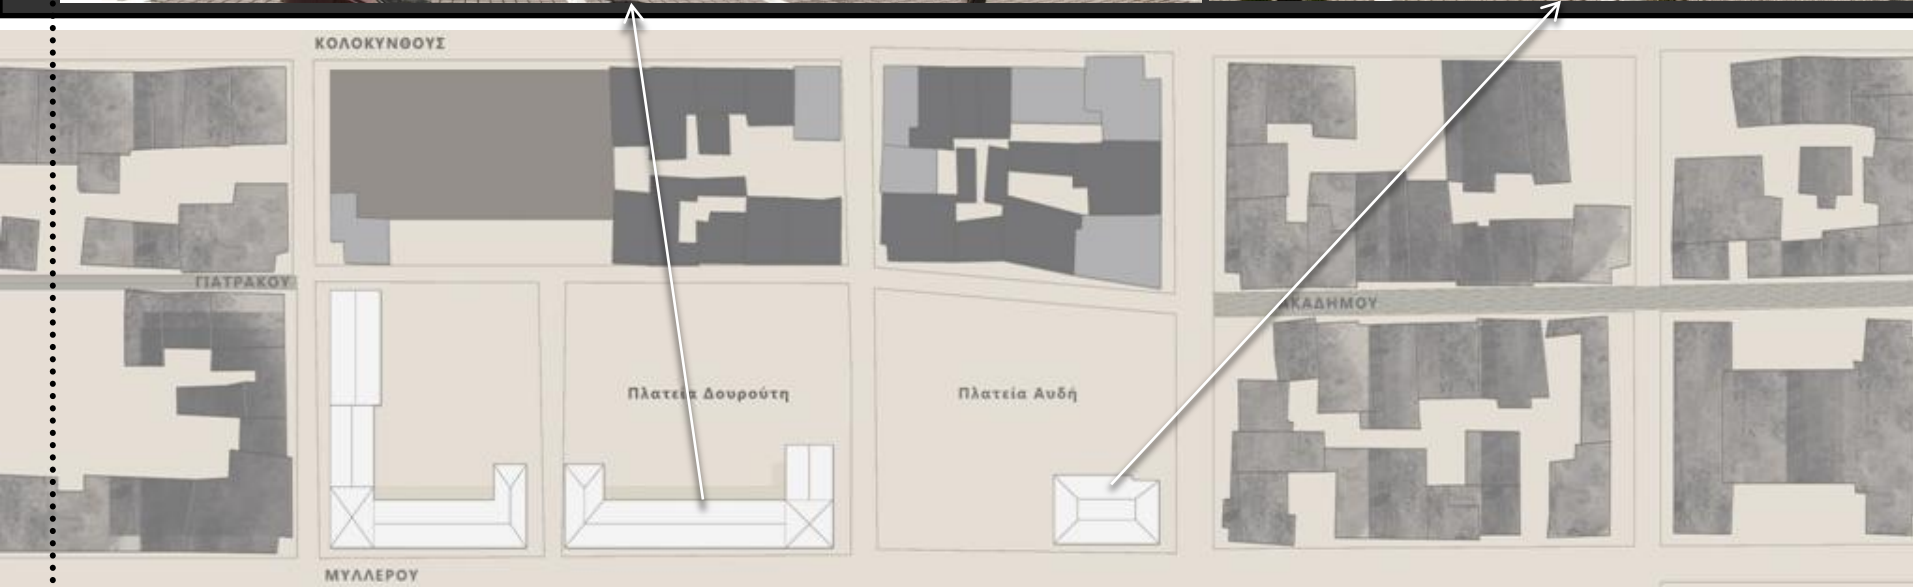 ΚΟΛΟΚΥΝΘΟΥΣ
ΓΙΑΤΡΑΚΟΥ
ΑΚΑΔΗΜΟΥ
Πλατεία Δουρούτη
Πλατεία Αυδή
ΜΥΛΛΕΡΟΥ